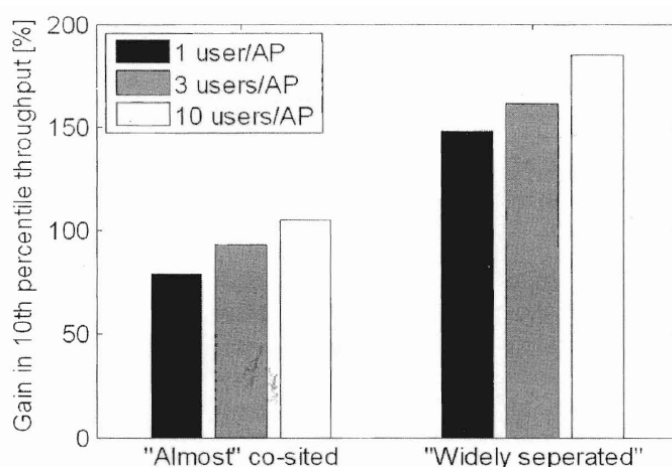 Gain in 10th percentile throughput [%]
200
150
100
50
0
1 user/AP
3 users/AP
10 users/AP
"Almost" co-sited
"Widely seperated"